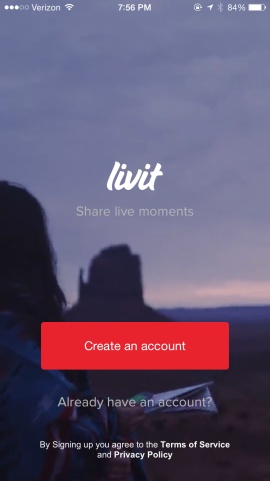 Verizon 7:56 PM 84%
livit
Share live moments
Create an account
Already have an account?
By Signing up you agree to the Terms of Service
and Privacy Policy